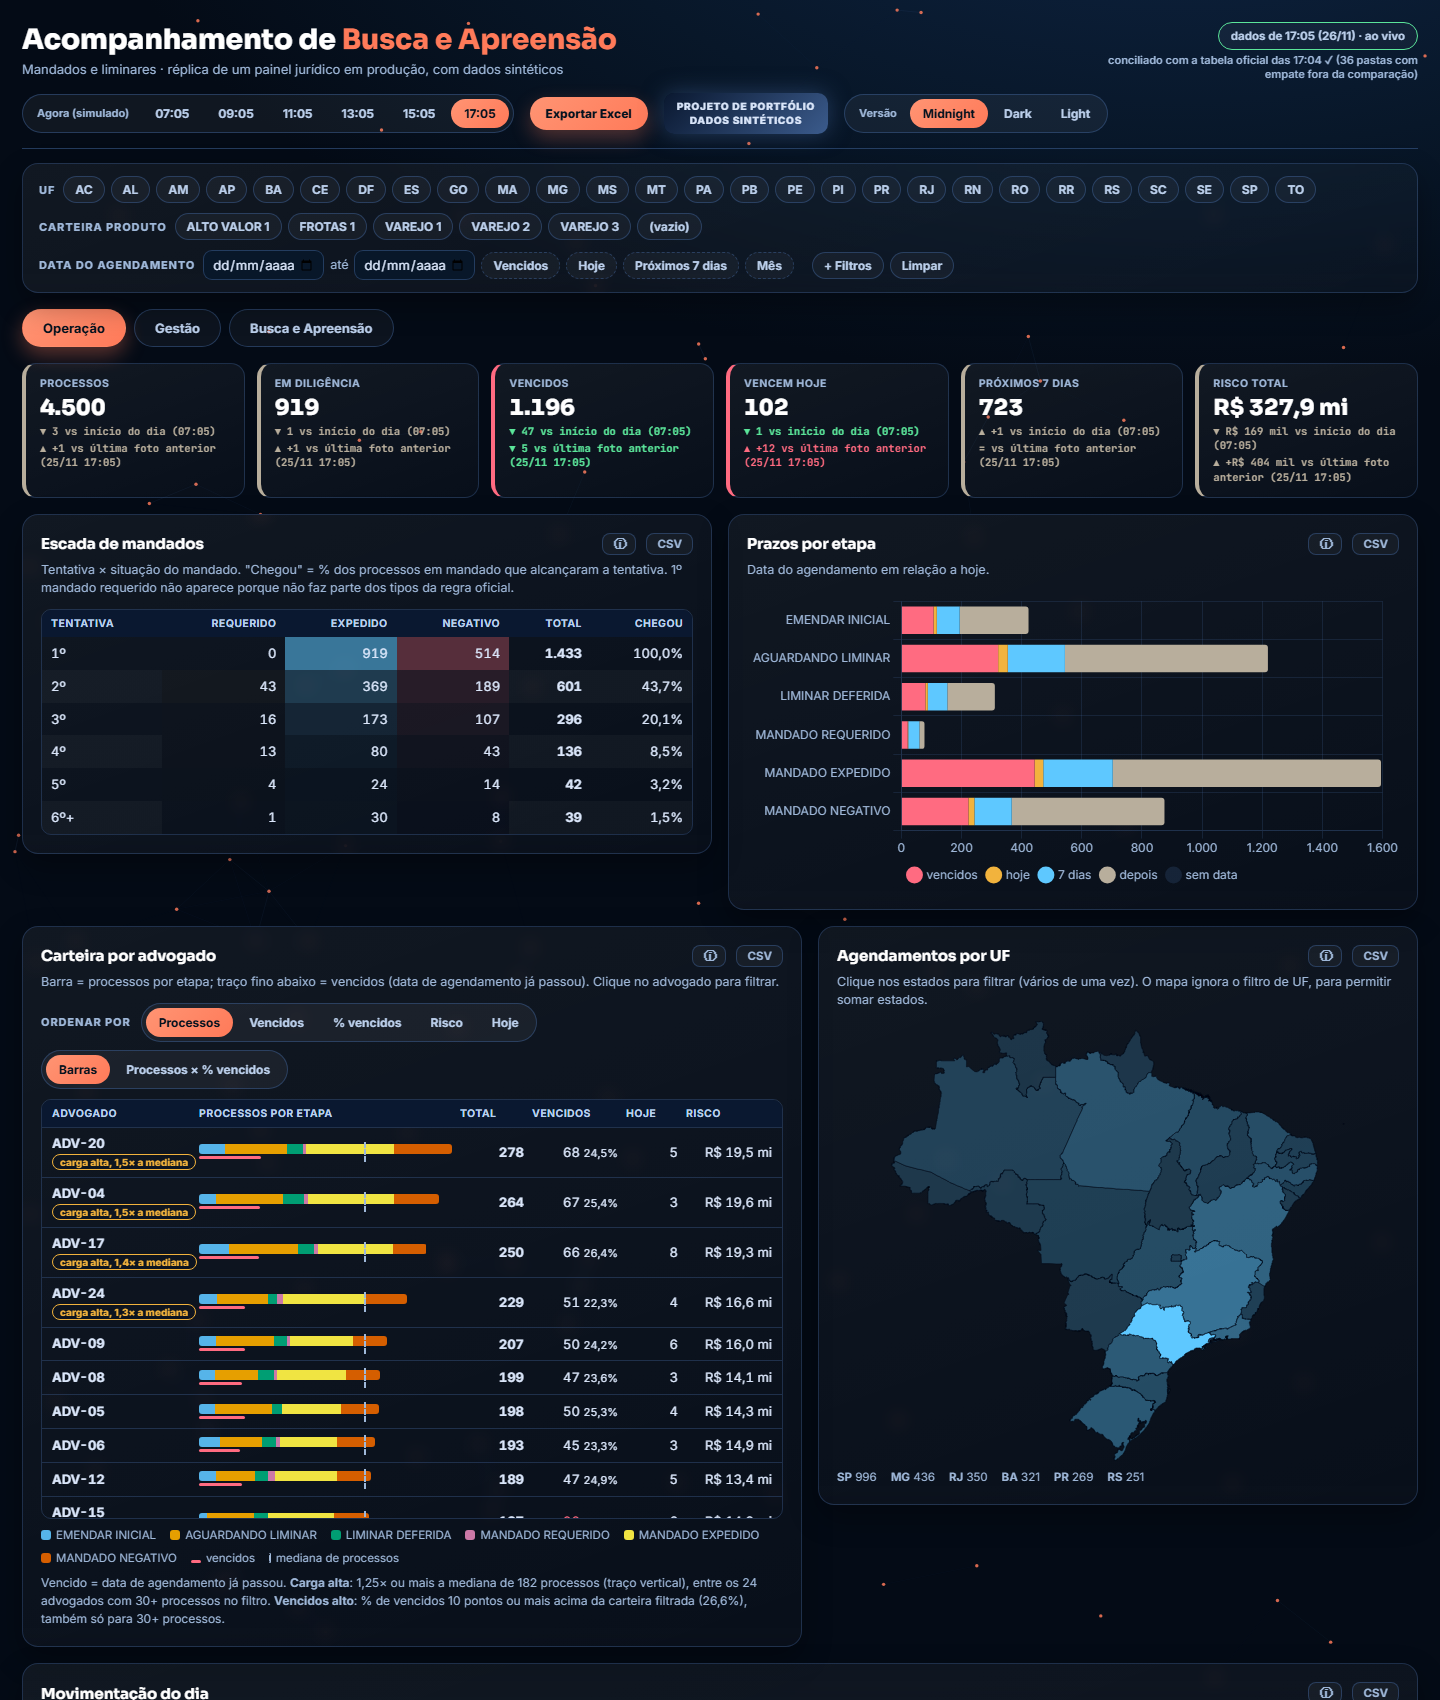 Acompanhamento de Busca e Apreensão
Mandados e liminares · réplica de um painel jurídico em produção, com dados sintéticos
dados de 17:05 (26/11) · ao vivo
conciliado com a tabela oficial das 17:04 ✓ (36 pastas com
empate fora da comparação)
Agora (simulado) 07:05 09:05 11:05 13:05 15:05 17:05
Exportar Excel
PROJETO DE PORTFÓLIO
DADOS SINTÉTICOS
Versão Midnight Dark Light
UF AC AL AM AP BA CE DF ES GO MA MG MS MT PA PB PE PI PR RJ RN RO RR RS SC SE SP TO
CARTEIRA PRODUTO ALTO VALOR 1 FROTAS 1 VAREJO 1 VAREJO 2 VAREJO 3 (vazio)
DATA DO AGENDAMENTO dd/mm/aaaa até dd/mm/aaaa Vencidos Hoje Próximos 7 dias Mês + Filtros Limpar
Operação Gestão Busca e Apreensão
PROCESSOS
4.500
▼ 3 vs início do dia (07:05)
▲ +1 vs última foto anterior
(25/11 17:05)
EM DILIGÊNCIA
919
▼ 1 vs início do dia (07:05)
▲ +1 vs última foto anterior
(25/11 17:05)
VENCIDOS
1.196
▼ 47 vs início do dia (07:05)
▼ 5 vs última foto anterior
(25/11 17:05)
VENCEM HOJE
102
▼ 1 vs início do dia (07:05)
▲ +12 vs última foto anterior
(25/11 17:05)
PRÓXIMOS 7 DIAS
723
▲ +1 vs início do dia (07:05)
= vs última foto anterior
(25/11 17:05)
RISCO TOTAL
R$ 327,9 mi
▼ R$ 169 mil vs início do dia
(07:05)
▲ +R$ 404 mil vs última foto
anterior (25/11 17:05)
Escada de mandados
ⓘ CSV
Tentativa × situação do mandado. "Chegou" = % dos processos em mandado que alcançaram a tentativa. 1º
mandado requerido não aparece porque não faz parte dos tipos da regra oficial.
TENTATIVA REQUERIDO EXPEDIDO NEGATIVO TOTAL CHEGOU
1º 0 919 514 1.433 100,0%
2º 43 369 189 601 43,7%
3º 16 173 107 296 20,1%
4º 13 80 43 136 8,5%
5º 4 24 14 42 3,2%
6º+ 1 30 8 39 1,5%
Prazos por etapa
ⓘ CSV
Data do agendamento em relação a hoje.
EMENDAR INICIAL
AGUARDANDO LIMINAR
LIMINAR DEFERIDA
MANDADO REQUERIDO
MANDADO EXPEDIDO
MANDADO NEGATIVO
0 200 400 600 800 1.000 1.200 1.400 1.600
vencidos hoje 7 dias depois sem data
Carteira por advogado
ⓘ CSV
Barra = processos por etapa; traço fino abaixo = vencidos (data de agendamento já passou). Clique no advogado para filtrar.
ORDENAR POR Processos Vencidos % vencidos Risco Hoje
Barras Processos × % vencidos
ADVOGADO PROCESSOS POR ETAPA TOTAL VENCIDOS HOJE RISCO
ADV-20 278 68 24,5% 5 R$ 19,5 mi
carga alta, 1,5× a mediana
ADV-04 264 67 25,4% 3 R$ 19,6 mi
carga alta, 1,5× a mediana
ADV-17 250 66 26,4% 8 R$ 19,3 mi
carga alta, 1,4× a mediana
ADV-24 229 51 22,3% 4 R$ 16,6 mi
carga alta, 1,3× a mediana
ADV-09 207 50 24,2% 6 R$ 16,0 mi
ADV-08 199 47 23,6% 3 R$ 14,1 mi
ADV-05 198 50 25,3% 4 R$ 14,3 mi
ADV-06 193 45 23,3% 3 R$ 14,9 mi
ADV-12 189 47 24,9% 5 R$ 13,4 mi
ADV-15
EMENDAR INICIAL AGUARDANDO LIMINAR LIMINAR DEFERIDA MANDADO REQUERIDO MANDADO EXPEDIDO
MANDADO NEGATIVO vencidos mediana de processos
Vencido = data de agendamento já passou. Carga alta: 1,25× ou mais a mediana de 182 processos (traço vertical), entre os 24
advogados com 30+ processos no filtro. Vencidos alto: % de vencidos 10 pontos ou mais acima da carteira filtrada (26,6%),
também só para 30+ processos.
Agendamentos por UF
ⓘ CSV
Clique nos estados para filtrar (vários de uma vez). O mapa ignora o filtro de UF, para permitir
somar estados.
SP 996 MG 436 RJ 350 BA 321 PR 269 RS 251
Movimentação do dia
ⓘ CSV